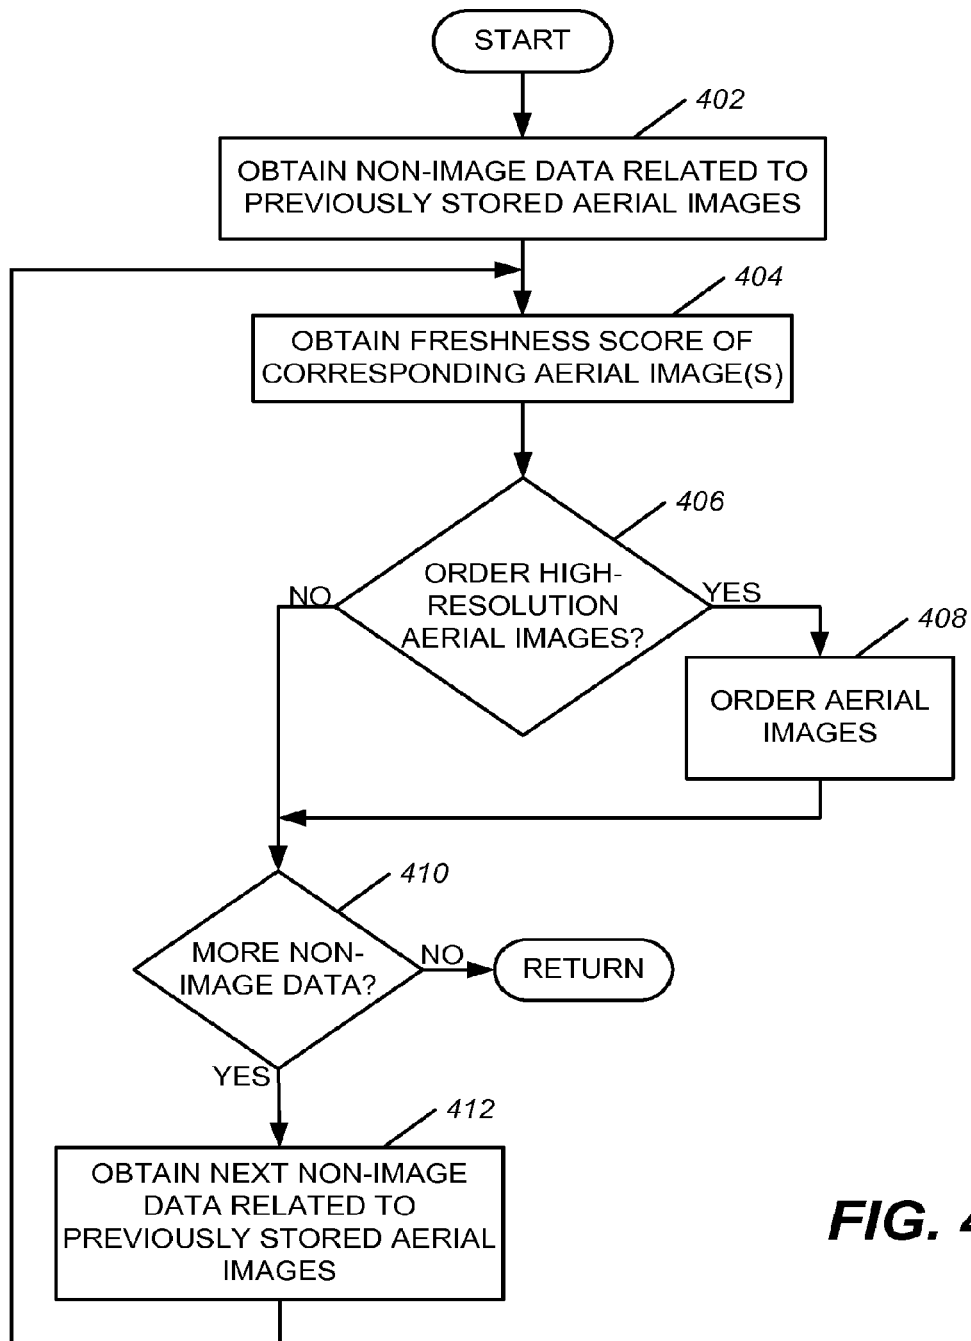 START
402
OBTAIN NON-IMAGE DATA RELATED TO
PREVIOUSLY STORED AERIAL IMAGES
404
OBTAIN FRESHNESS SCORE OF
CORRESPONDING AERIAL IMAGE(S)
406
ORDER HIGH-
RESOLUTION
AERIAL IMAGES?
NO
YES
408
ORDER AERIAL
IMAGES
410
MORE NON-
IMAGE DATA?
NO
RETURN
YES
412
OBTAIN NEXT NON-IMAGE
DATA RELATED TO
PREVIOUSLY STORED AERIAL
IMAGES
FIG. 4